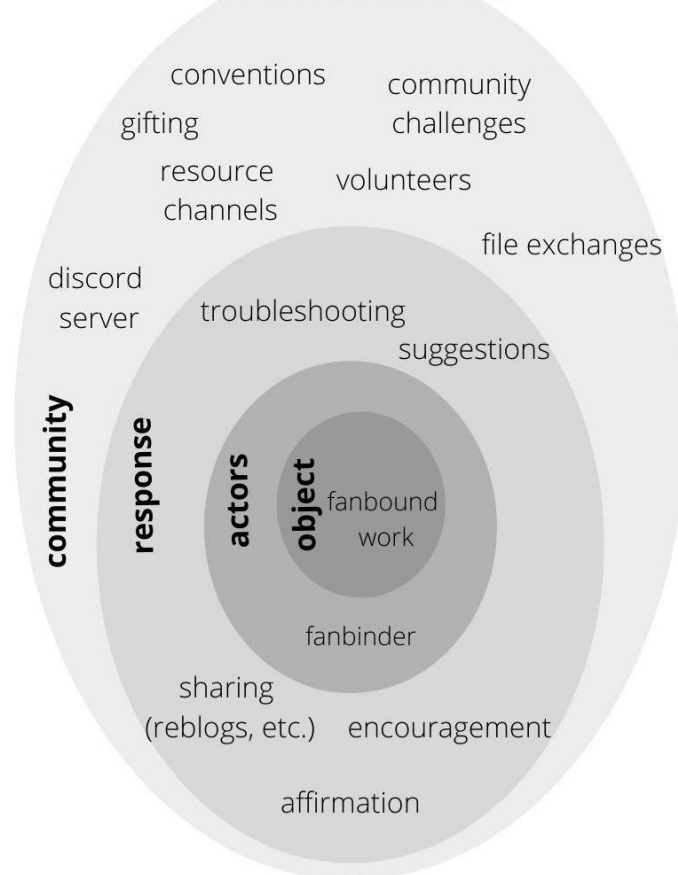 conventions
community
challenges
gifting
resource
channels
volunteers
file exchanges
discord
server
troubleshooting
suggestions
community
response
actors
object
fanbound
work
fanbinder
sharing
(reblogs, etc.)
encouragement
affirmation